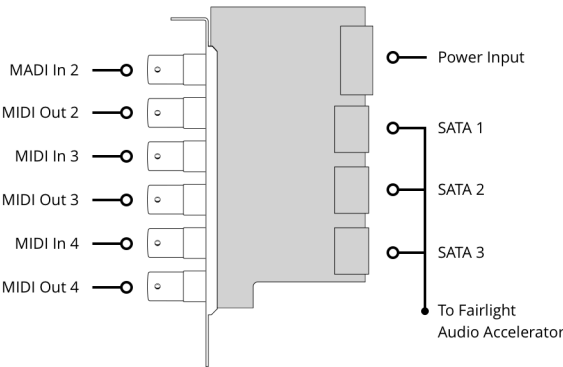 MADI In 2
MIDI Out 2
MIDI In 3
MIDI Out 3
MIDI In 4
MIDI Out 4
Power Input
SATA 1
SATA 2
SATA 3
To Fairlight
Audio Accelerator